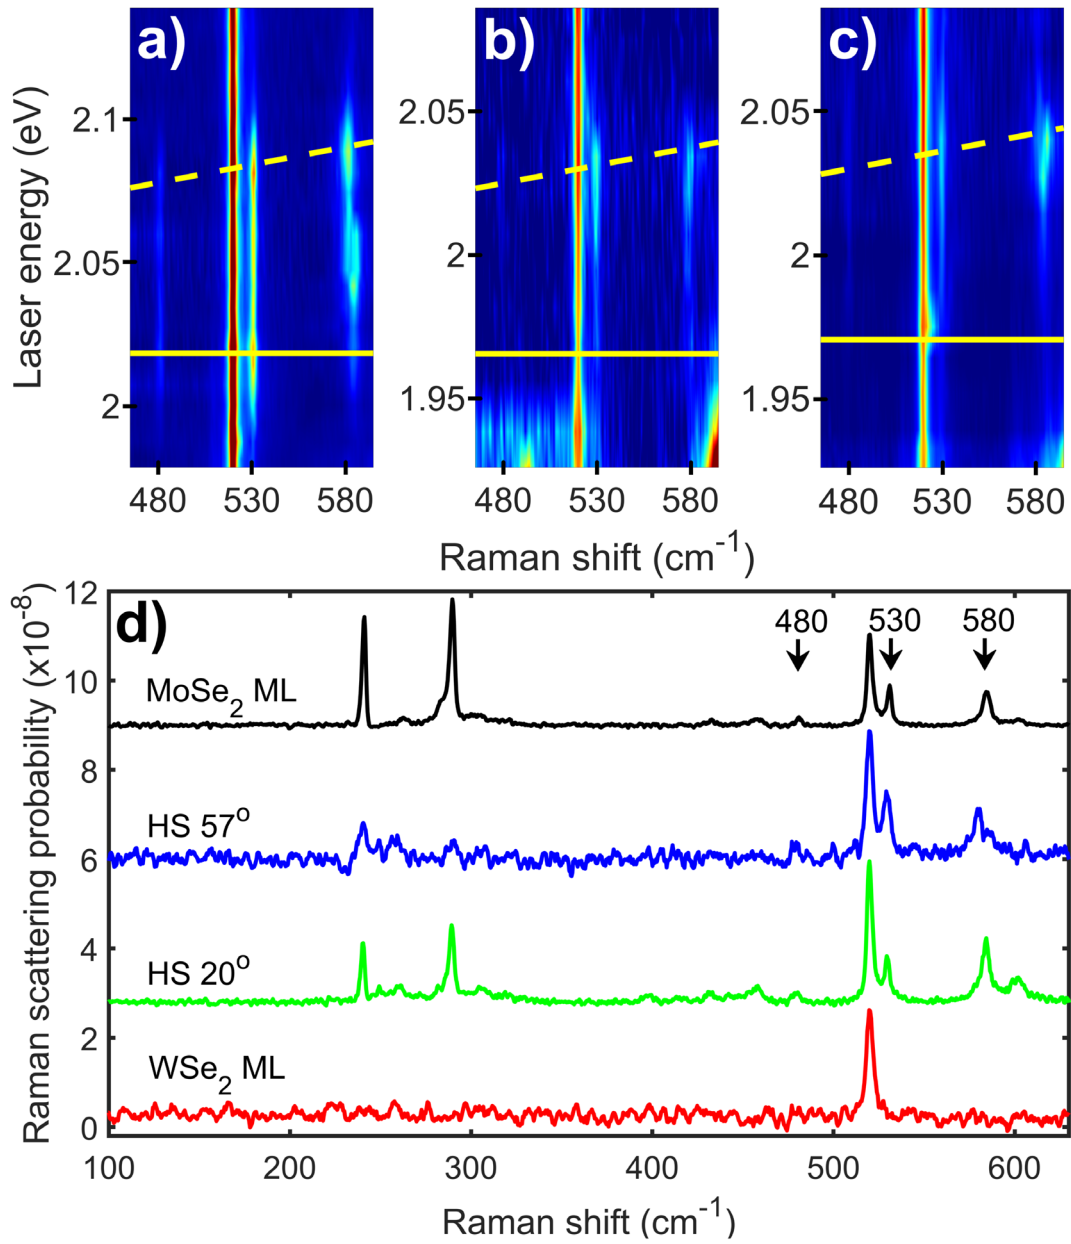 a)
b)
c)
Laser energy (eV)
2.1
2.05
2
2.05
2
1.95
2.05
2
1.95
480 530 580
480 530 580
480 530 580
Raman shift (cm⁻¹)
Raman scattering probability (x10⁻⁸)
d)
12
10
8
6
4
2
0
480 530 580
MoSe₂ ML
HS 57°
HS 20°
WSe₂ ML
100 200 300 400 500 600
Raman shift (cm⁻¹)